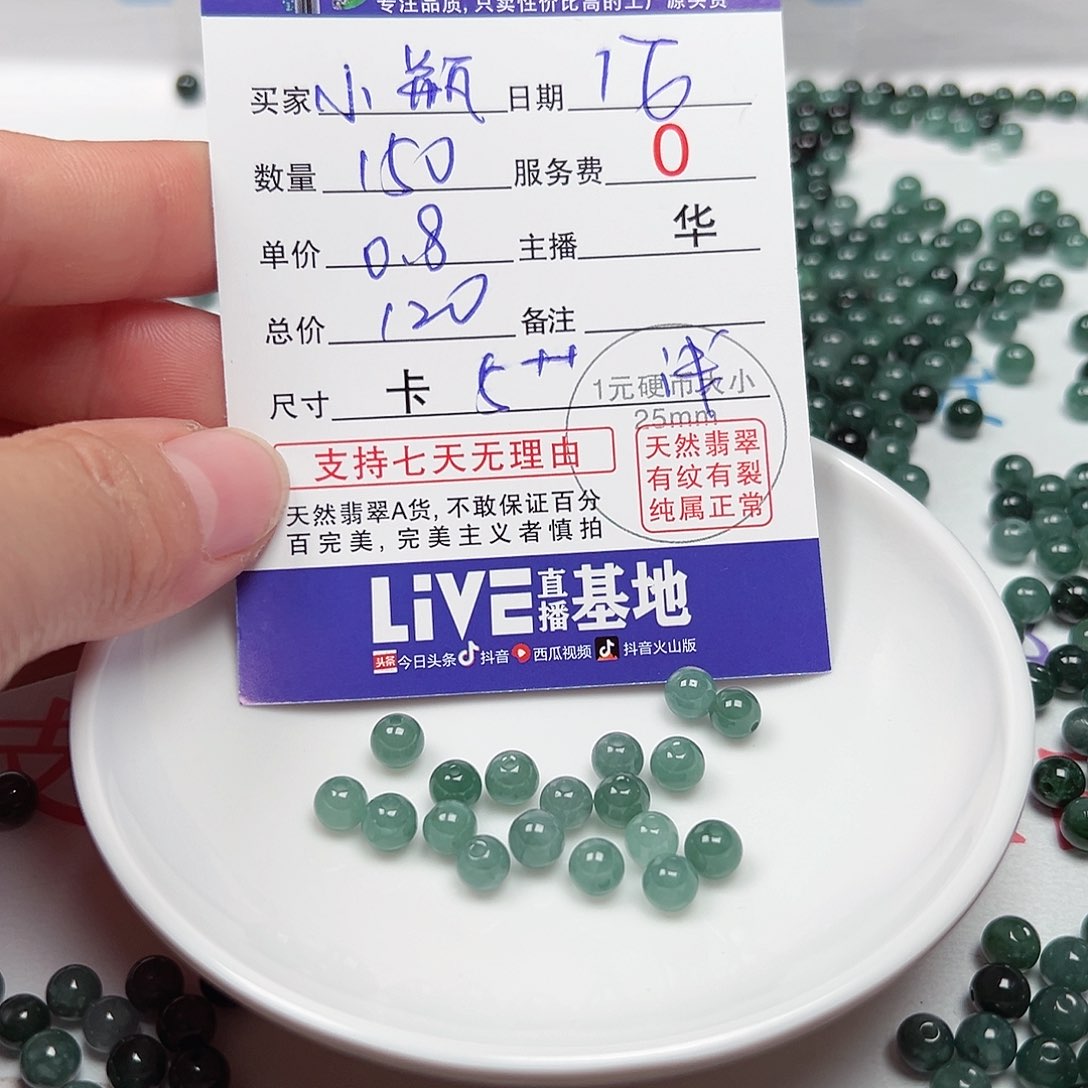 专注品质，只卖性价比高的工厂源头货
买家 小瓶 日期 16
数量 150 服务费 0
单价 0.8 主播 华
总价 120 备注
尺寸 卡 5++ 浅
1元硬币大小
25mm
支持七天无理由
天然翡翠A货，不敢保证百分
百完美，完美主义者慎拍
天然翡翠
有纹有裂
纯属正常
LiVE直播基地
头条 今日头条 抖音 西瓜视频 抖音火山版